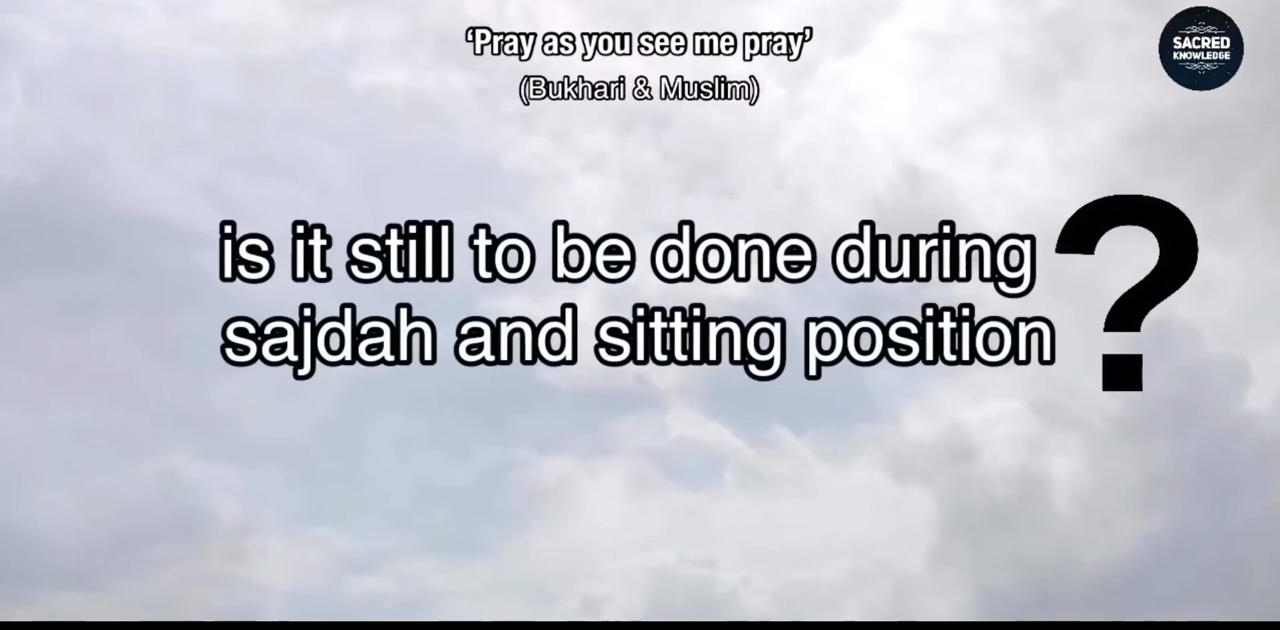 ‘Pray as you see me pray’
(Bukhari & Muslim)
SACRED
KNOWLEDGE
is it still to be done during
sajdah and sitting position ?